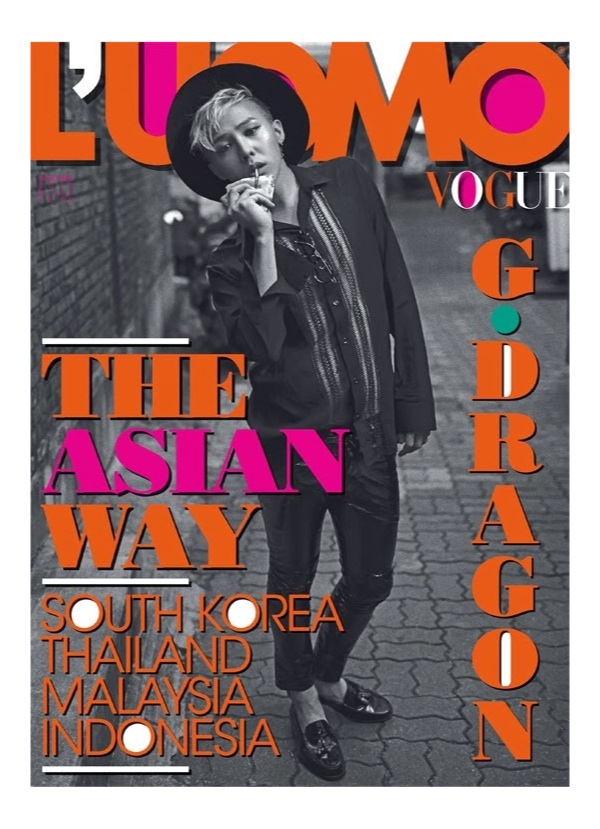 L'UOMO
VOGUE
G•DRAGON
THE
ASIAN
WAY
SOUTH KOREA
THAILAND
MALAYSIA
INDONESIA